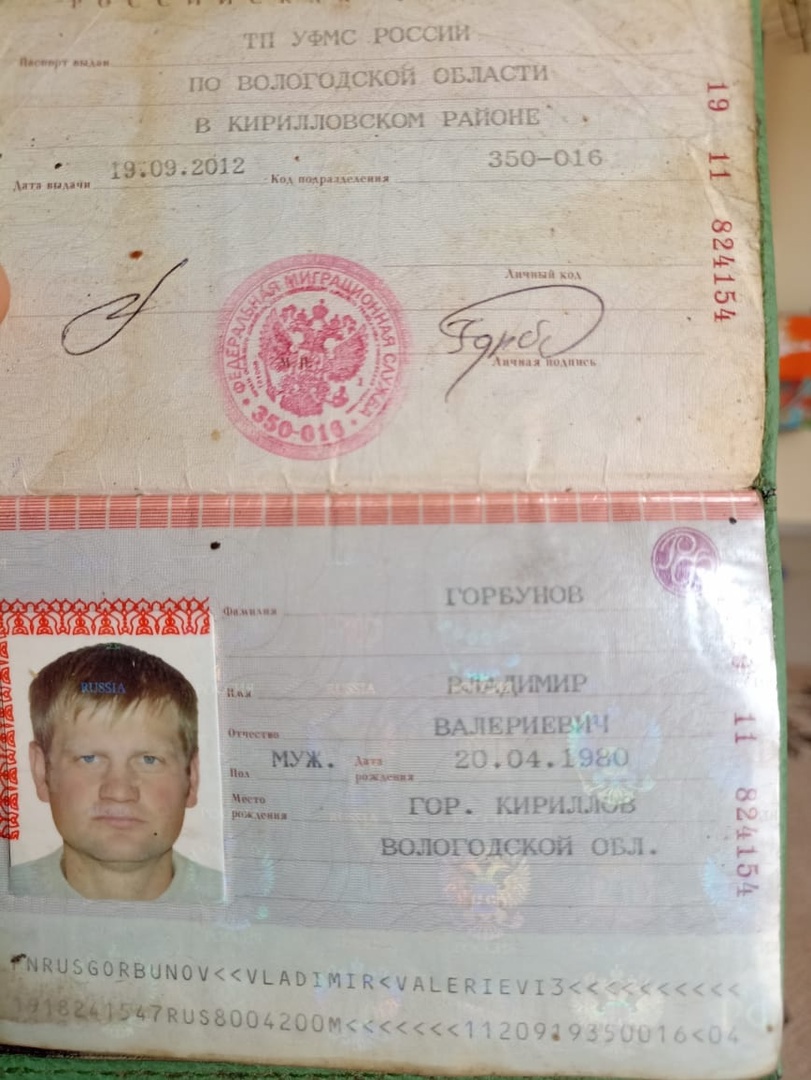 Паспорт выдан ТП УФМС РОССИИ
ПО ВОЛОГОДСКОЙ ОБЛАСТИ
В КИРИЛЛОВСКОМ РАЙОНЕ
Дата выдачи 19.09.2012 Код подразделения 350-016
19 11 824154
Личный код
ФЕДЕРАЛЬНАЯ МИГРАЦИОННАЯ СЛУЖБА
М.П.
350-016
Личная подпись
Фамилия ГОРБУНОВ
RUSSIA
Имя ВЛАДИМИР
Отчество ВАЛЕРИЕВИЧ
Пол МУЖ. Дата рождения 20.04.1980
Место рождения ГОР. КИРИЛЛОВ
ВОЛОГОДСКОЙ ОБЛ.
11 824154
NRUSGORBUNOV<<VLADIMIR<VALERIEVI3<<<<<<<<<<
1918241547RUS8004200M<<<<<<<1120919350016<04